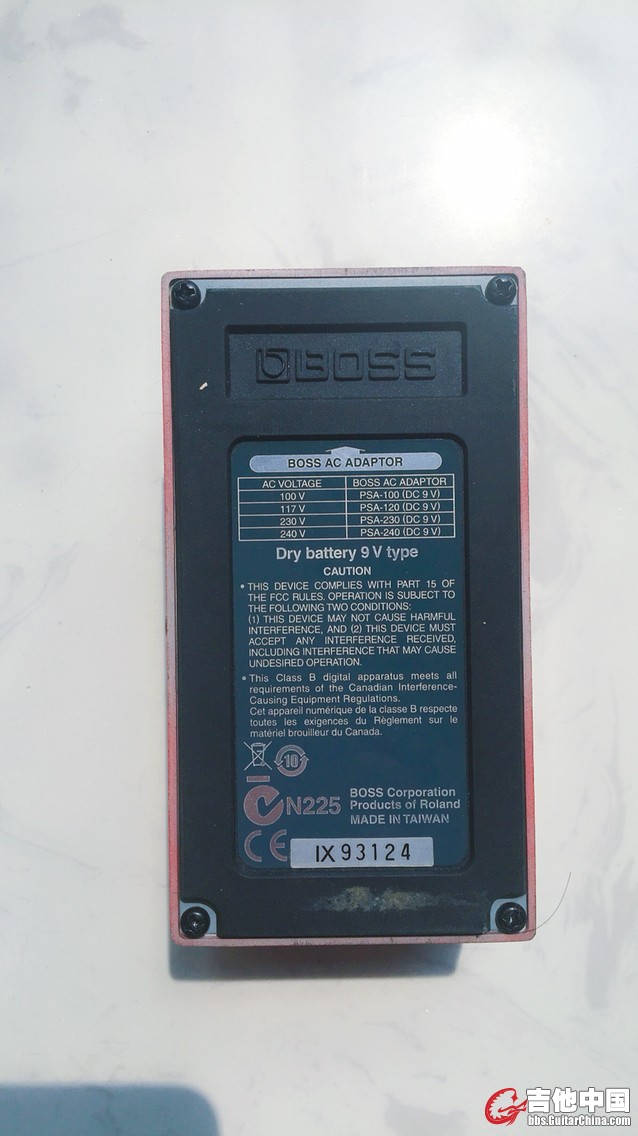 BOSS
BOSS AC ADAPTOR
AC VOLTAGE BOSS AC ADAPTOR
100 V PSA-100 (DC 9 V)
117 V PSA-120 (DC 9 V)
230 V PSA-230 (DC 9 V)
240 V PSA-240 (DC 9 V)
Dry battery 9 V type
CAUTION
• THIS DEVICE COMPLIES WITH PART 15 OF
THE FCC RULES. OPERATION IS SUBJECT TO
THE FOLLOWING TWO CONDITIONS:
(1) THIS DEVICE MAY NOT CAUSE HARMFUL
INTERFERENCE, AND (2) THIS DEVICE MUST
ACCEPT ANY INTERFERENCE RECEIVED,
INCLUDING INTERFERENCE THAT MAY CAUSE
UNDESIRED OPERATION.
• This Class B digital apparatus meets all
requirements of the Canadian Interference-
Causing Equipment Regulations.
Cet appareil numérique de la classe B respecte
toutes les exigences du Règlement sur le
matériel brouilleur du Canada.
10
N225
BOSS Corporation
Products of Roland
MADE IN TAIWAN
CE
IX 93124
吉他中国
bbs.GuitarChina.com